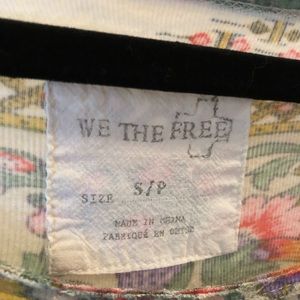 WE THE FREE
SIZE S/P
MADE IN CHINA
FABRIQUÉ EN CHINE